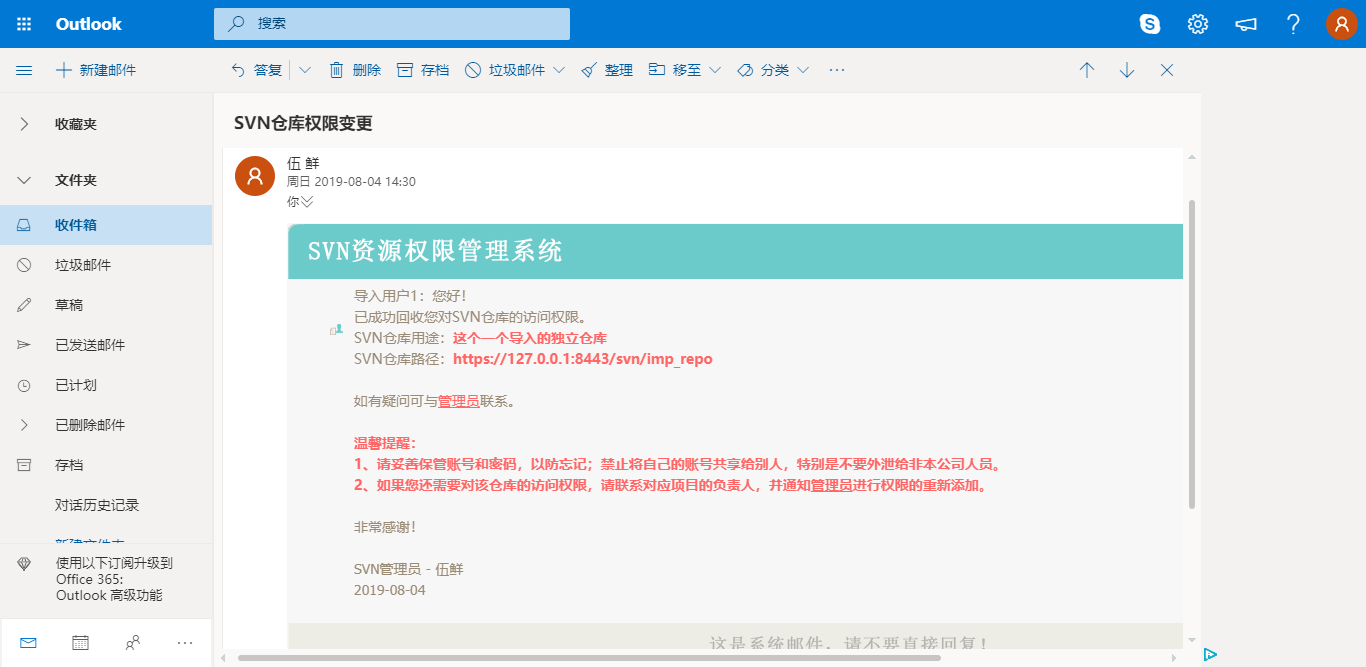 Outlook
搜索
新建邮件
答复
删除
存档
垃圾邮件
整理
移至
分类
收藏夹
文件夹
收件箱
垃圾邮件
草稿
已发送邮件
已计划
已删除邮件
存档
对话历史记录
新建文件夹
使用以下订阅升级到
Office 365:
Outlook 高级功能
SVN仓库权限变更
伍 鲜
周日 2019-08-04 14:30
你
SVN资源权限管理系统
导入用户1：您好！
已成功回收您对SVN仓库的访问权限。
SVN仓库用途：这个一个导入的独立仓库
SVN仓库路径：https://127.0.0.1:8443/svn/imp_repo
如有疑问可与管理员联系。
温馨提醒：
1、请妥善保管账号和密码，以防忘记；禁止将自己的账号共享给别人，特别是不要外泄给非本公司人员。
2、如果您还需要对该仓库的访问权限，请联系对应项目的负责人，并通知管理员进行权限的重新添加。
非常感谢！
SVN管理员 - 伍鲜
2019-08-04
这是系统邮件，请不要直接回复！